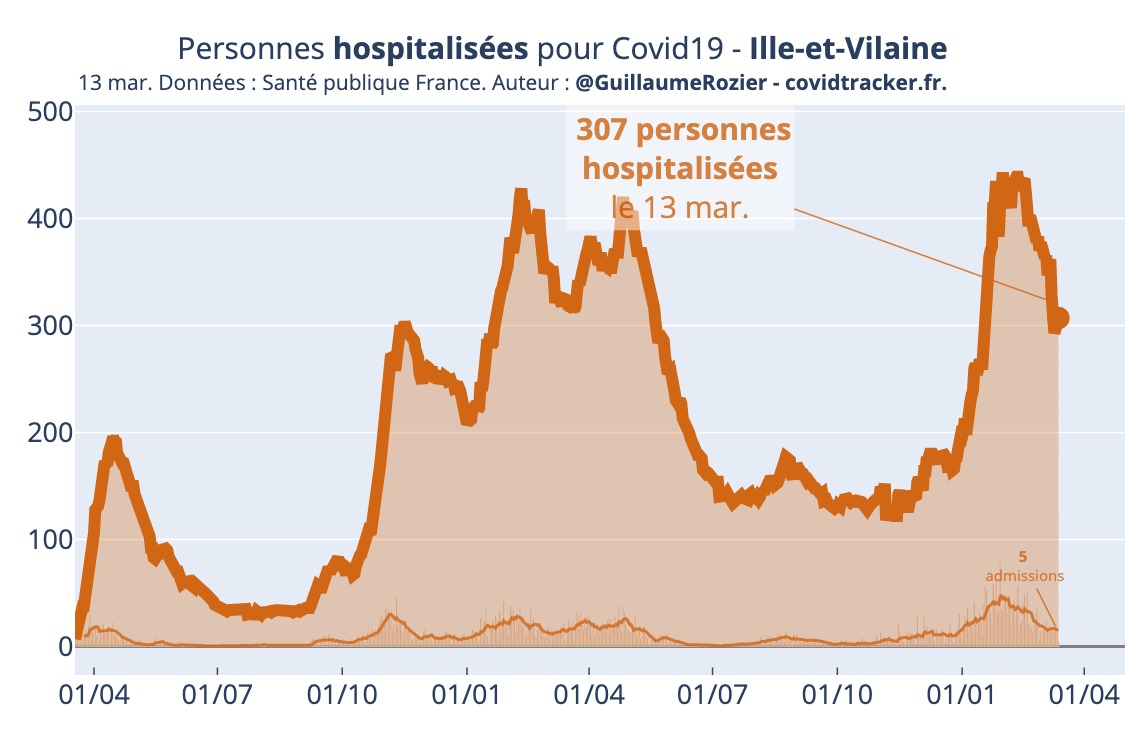 Personnes hospitalisées pour Covid19 - Ille-et-Vilaine
13 mar. Données : Santé publique France. Auteur : @GuillaumeRozier - covidtracker.fr.
500
307 personnes
hospitalisées
le 13 mar.
400
300
200
100
5
admissions
0
01/04 01/07 01/10 01/01 01/04 01/07 01/10 01/01 01/04